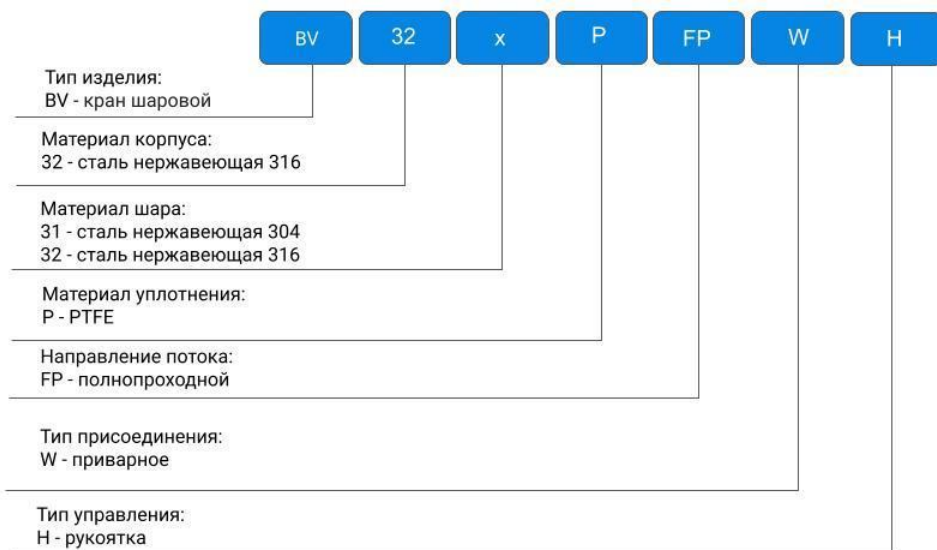 BV 32 x P FP W H
Тип изделия:
BV - кран шаровой
Материал корпуса:
32 - сталь нержавеющая 316
Материал шара:
31 - сталь нержавеющая 304
32 - сталь нержавеющая 316
Материал уплотнения:
P - PTFE
Направление потока:
FP - полнопроходной
Тип присоединения:
W - приварное
Тип управления:
H - рукоятка